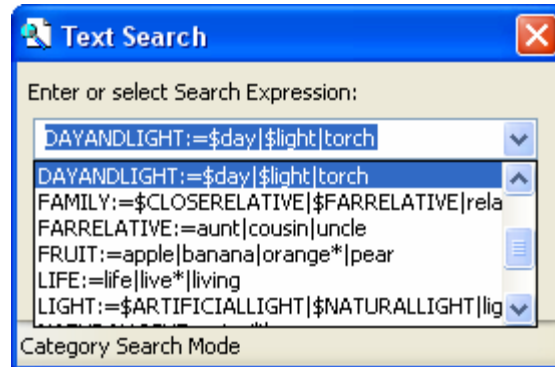 Text Search
Enter or select Search Expression:
DAYANDLIGHT:=$day|$light|torch
DAYANDLIGHT:=$day|$light|torch
FAMILY:=$CLOSERELATIVE|$FARRELATIVE|rela
FARRELATIVE:=aunt|cousin|uncle
FRUIT:=apple|banana|orange*|pear
LIFE:=life|live*|living
LIGHT:=$ARTIFICIALLIGHT|$NATURALLIGHT|lig
Category Search Mode